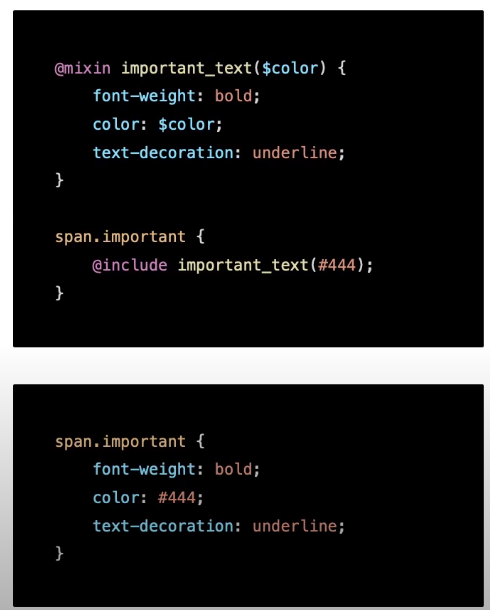 @mixin important_text($color) {
font-weight: bold;
color: $color;
text-decoration: underline;
}
span.important {
@include important_text(#444);
}
span.important {
font-weight: bold;
color: #444;
text-decoration: underline;
}